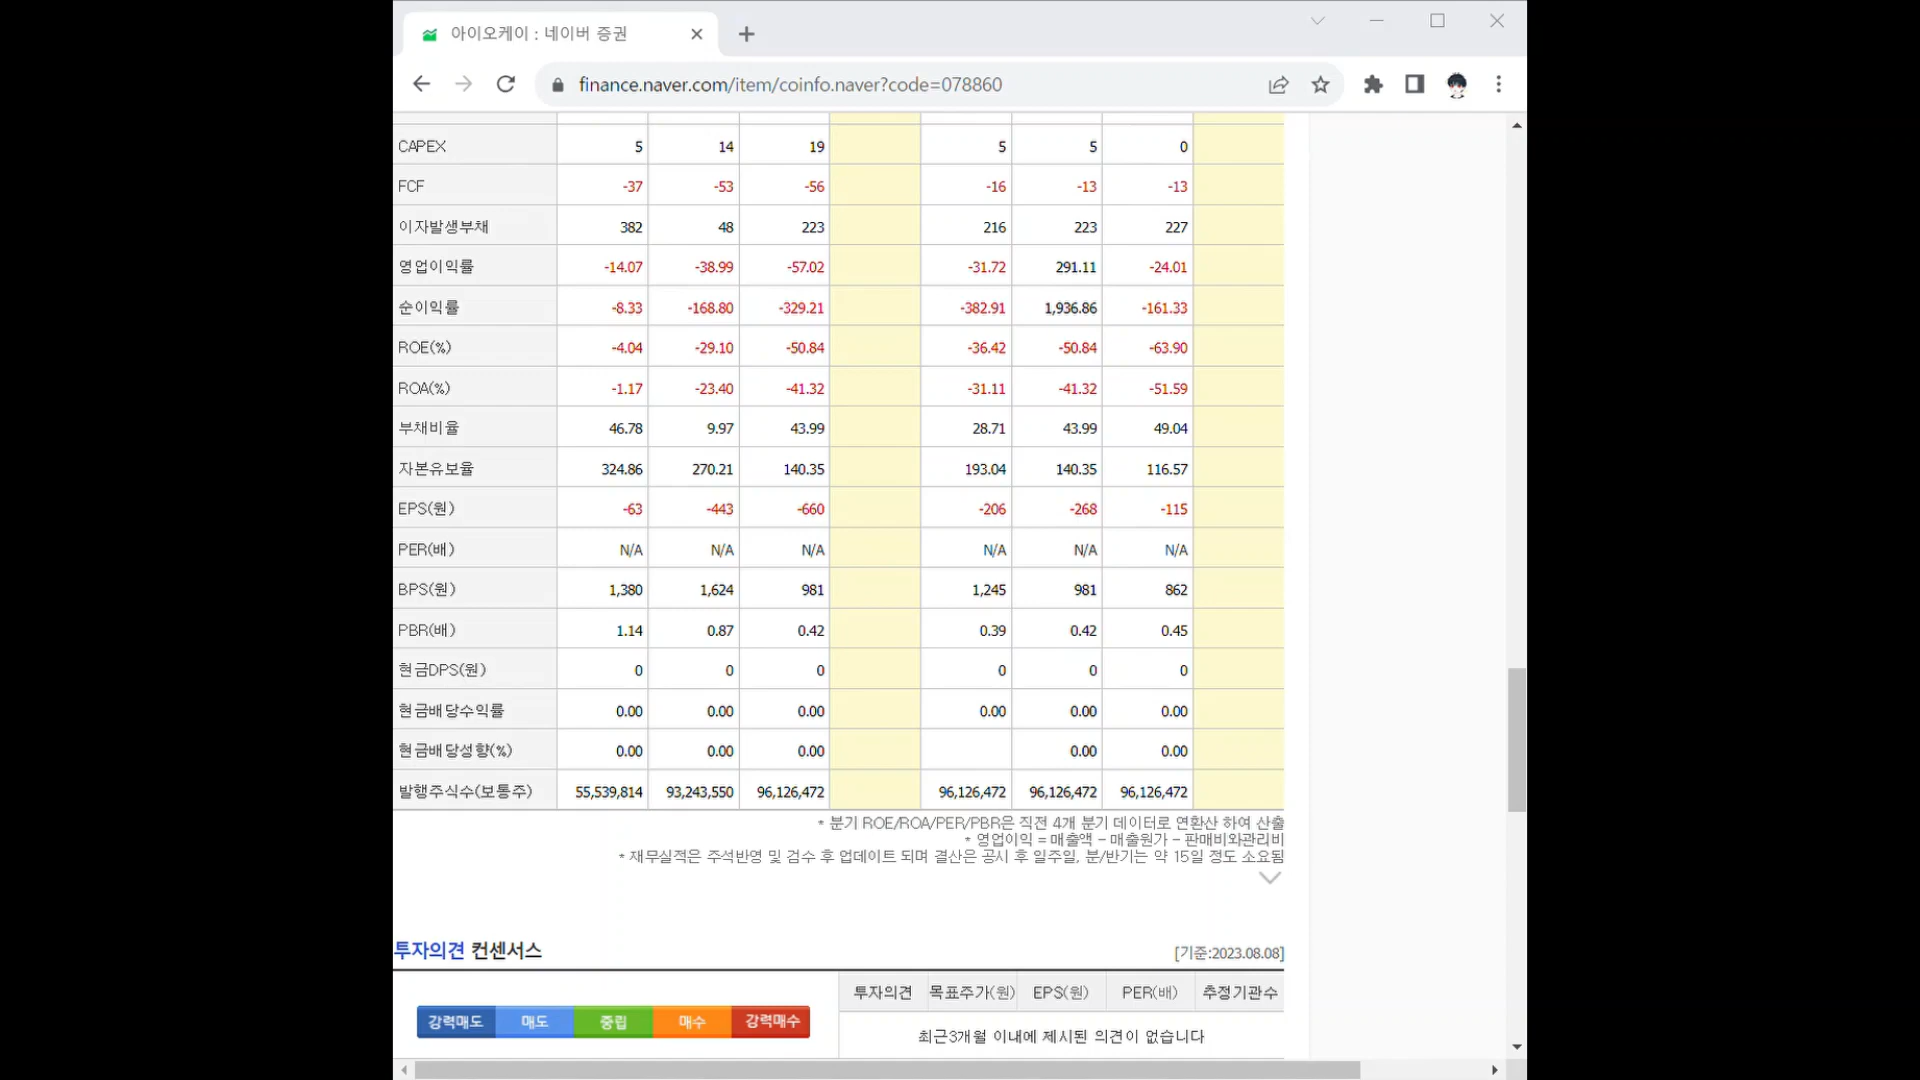 아이오케이 : 네이버 증권
finance.naver.com/item/coinfo.naver?code=078860
CAPEX 5 14 19 5 5 0
FCF -37 -53 -56 -16 -13 -13
이자발생부채 382 48 223 216 223 227
영업이익률 -14.07 -38.99 -57.02 -31.72 291.11 -24.01
순이익률 -8.33 -168.80 -329.21 -382.91 1,936.86 -161.33
ROE(%) -4.04 -29.10 -50.84 -36.42 -50.84 -63.90
ROA(%) -1.17 -23.40 -41.32 -31.11 -41.32 -51.59
부채비율 46.78 9.97 43.99 28.71 43.99 49.04
자본유보율 324.86 270.21 140.35 193.04 140.35 116.57
EPS(원) -63 -443 -660 -206 -268 -115
PER(배) N/A N/A N/A N/A N/A N/A
BPS(원) 1,380 1,624 981 1,245 981 862
PBR(배) 1.14 0.87 0.42 0.39 0.42 0.45
현금DPS(원) 0 0 0 0 0 0
현금배당수익률 0.00 0.00 0.00 0.00 0.00 0.00
현금배당성향(%) 0.00 0.00 0.00 0.00 0.00
발행주식수(보통주) 55,539,814 93,243,550 96,126,472 96,126,472 96,126,472 96,126,472
* 분기 ROE/ROA/PER/PBR은 직전 4개 분기 데이터로 연환산 하여 산출
* 영업이익 = 매출액 - 매출원가 - 판매비와관리비
* 재무실적은 주석반영 및 검수 후 업데이트 되며 결산은 공시 후 일주일, 분/반기는 약 15일 정도 소요됨
투자의견 컨센서스 [기준:2023.08.08]
투자의견 목표주가(원) EPS(원) PER(배) 추정기관수
강력매도 매도 중립 매수 강력매수
최근3개월 이내에 제시된 의견이 없습니다